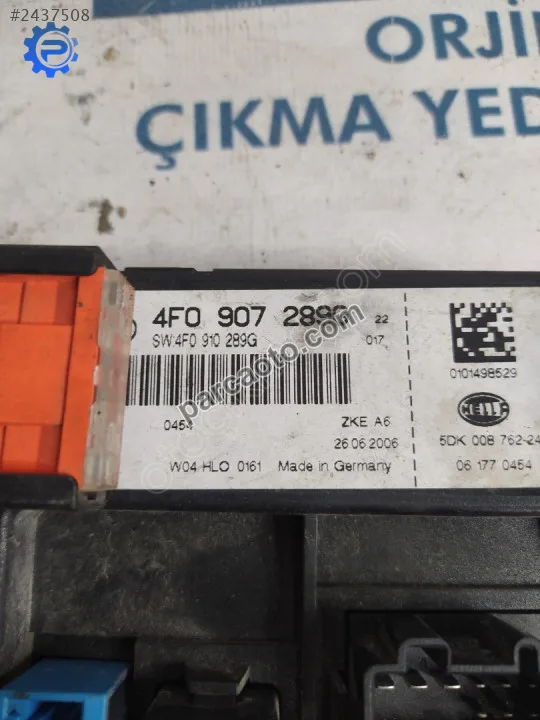 #2437508
ORJİ
ÇIKMA YED
4F0 907 289G 22
SW:4F0 910 289G 017
0101498529
HELLA
0454 ZKE A6
26.06.2006
5DK 008 762-24
W04 HLO 0161 Made in Germany
06 177 0454
parcaoto.com